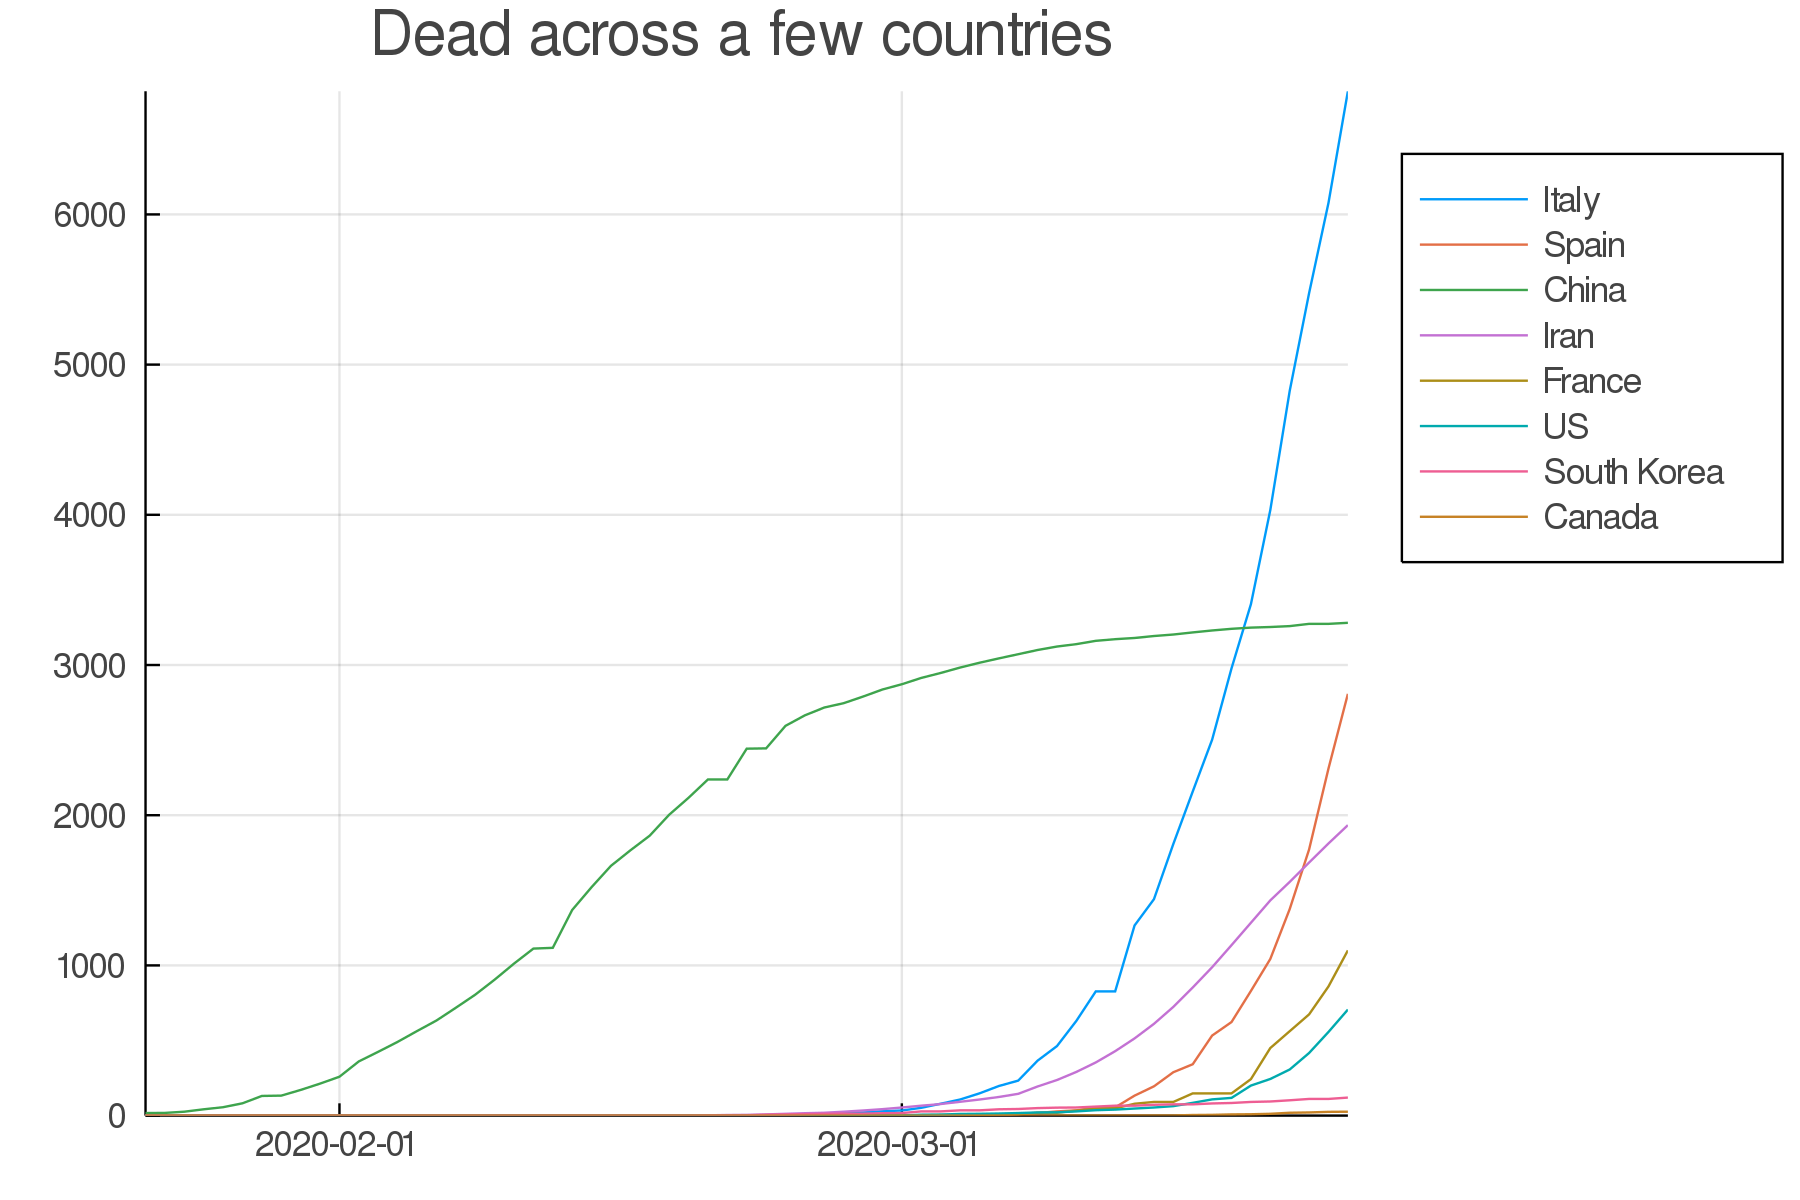 Dead across a few countries
6000
5000
4000
3000
2000
1000
0
2020-02-01
2020-03-01
Italy
Spain
China
Iran
France
US
South Korea
Canada